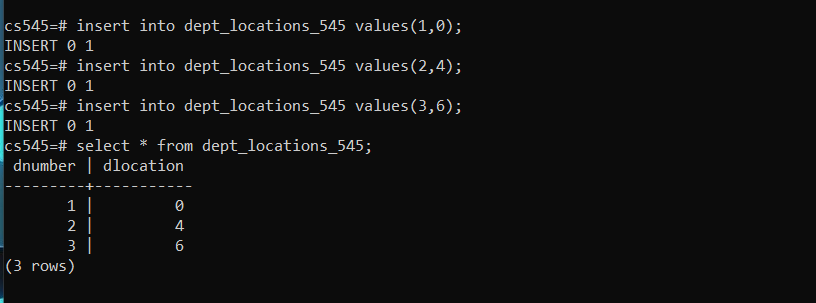 cs545=# insert into dept_locations_545 values(1,0);
INSERT 0 1
cs545=# insert into dept_locations_545 values(2,4);
INSERT 0 1
cs545=# insert into dept_locations_545 values(3,6);
INSERT 0 1
cs545=# select * from dept_locations_545;
 dnumber | dlocation
---------+-----------
       1 |         0
       2 |         4
       3 |         6
(3 rows)